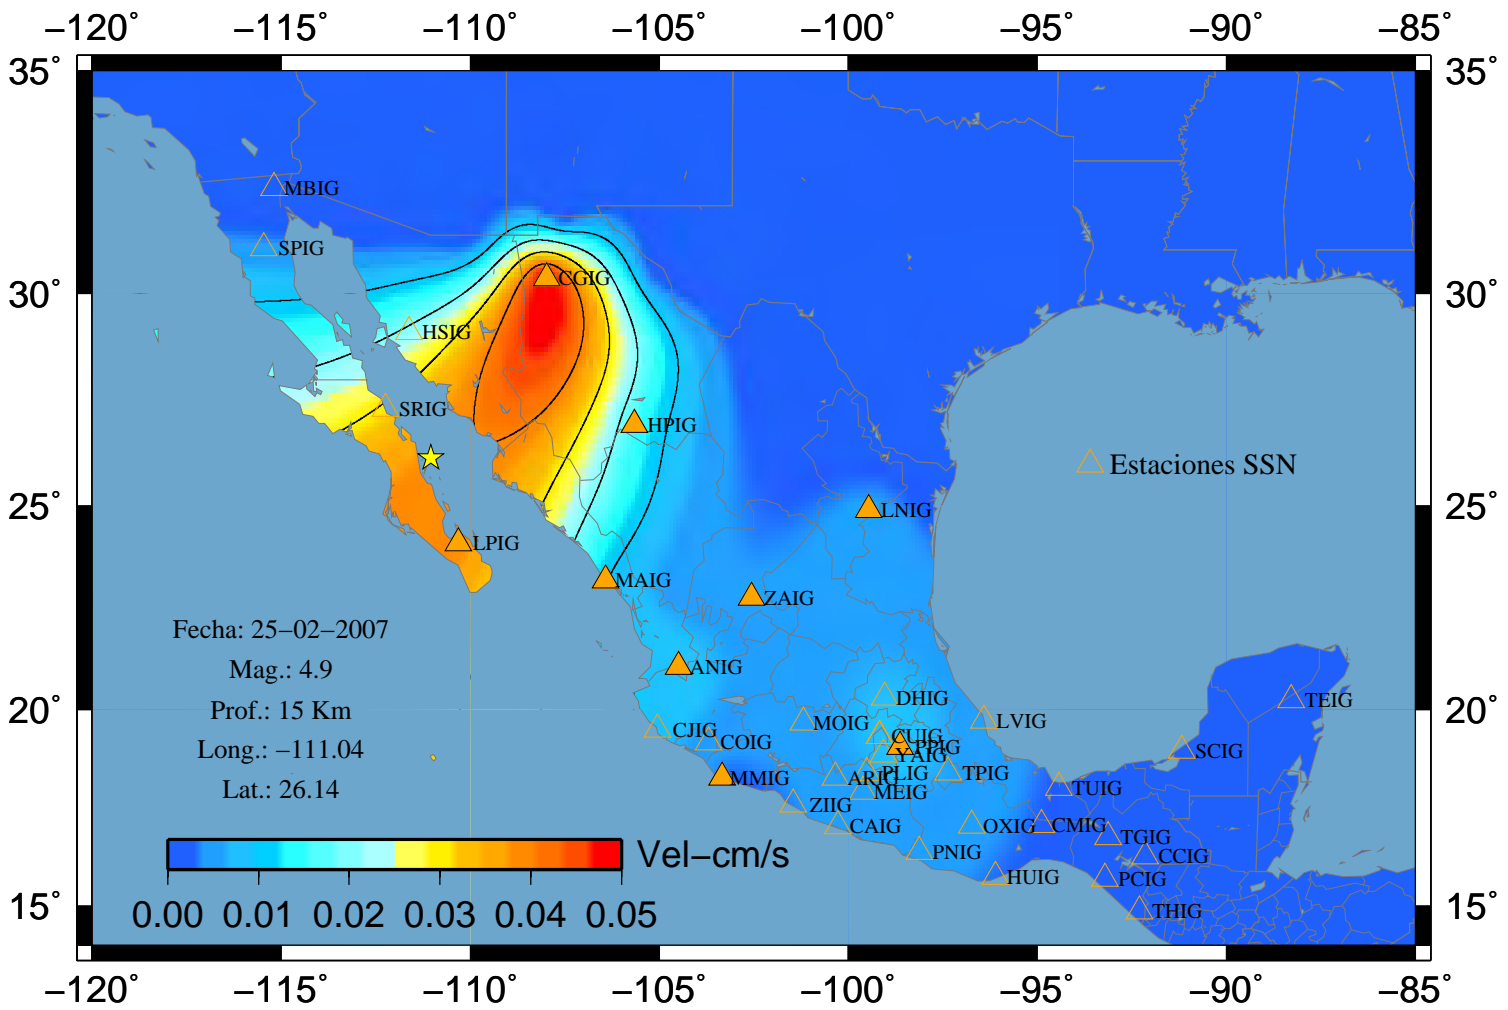 −120° −115° −110° −105° −100° −95° −90° −85°
35° 35°
MBIG
SPIG
CGIG
30° 30°
HSIG
SRIG
HPIG
Estaciones SSN
25° LNIG 25°
LPIG
MAIG
ZAIG
Fecha: 25−02−2007
Mag.: 4.9
ANIG
DHIG
TEIG
20° Prof.: 15 Km 20°
MOIG
LVIG
CJIG
CUIG
COIG
PPIG
Long.: −111.04
SCIG
YAIG
PLIG
TPIG
MMIG
ARIG
Lat.: 26.14
TUIG
MEIG
ZIIG
CAIG
OXIG
CMIG
TGIG
Vel−cm/s
PNIG
CCIG
HUIG
PCIG
15° 15°
THIG
0.00 0.01 0.02 0.03 0.04 0.05
−120° −115° −110° −105° −100° −95° −90° −85°